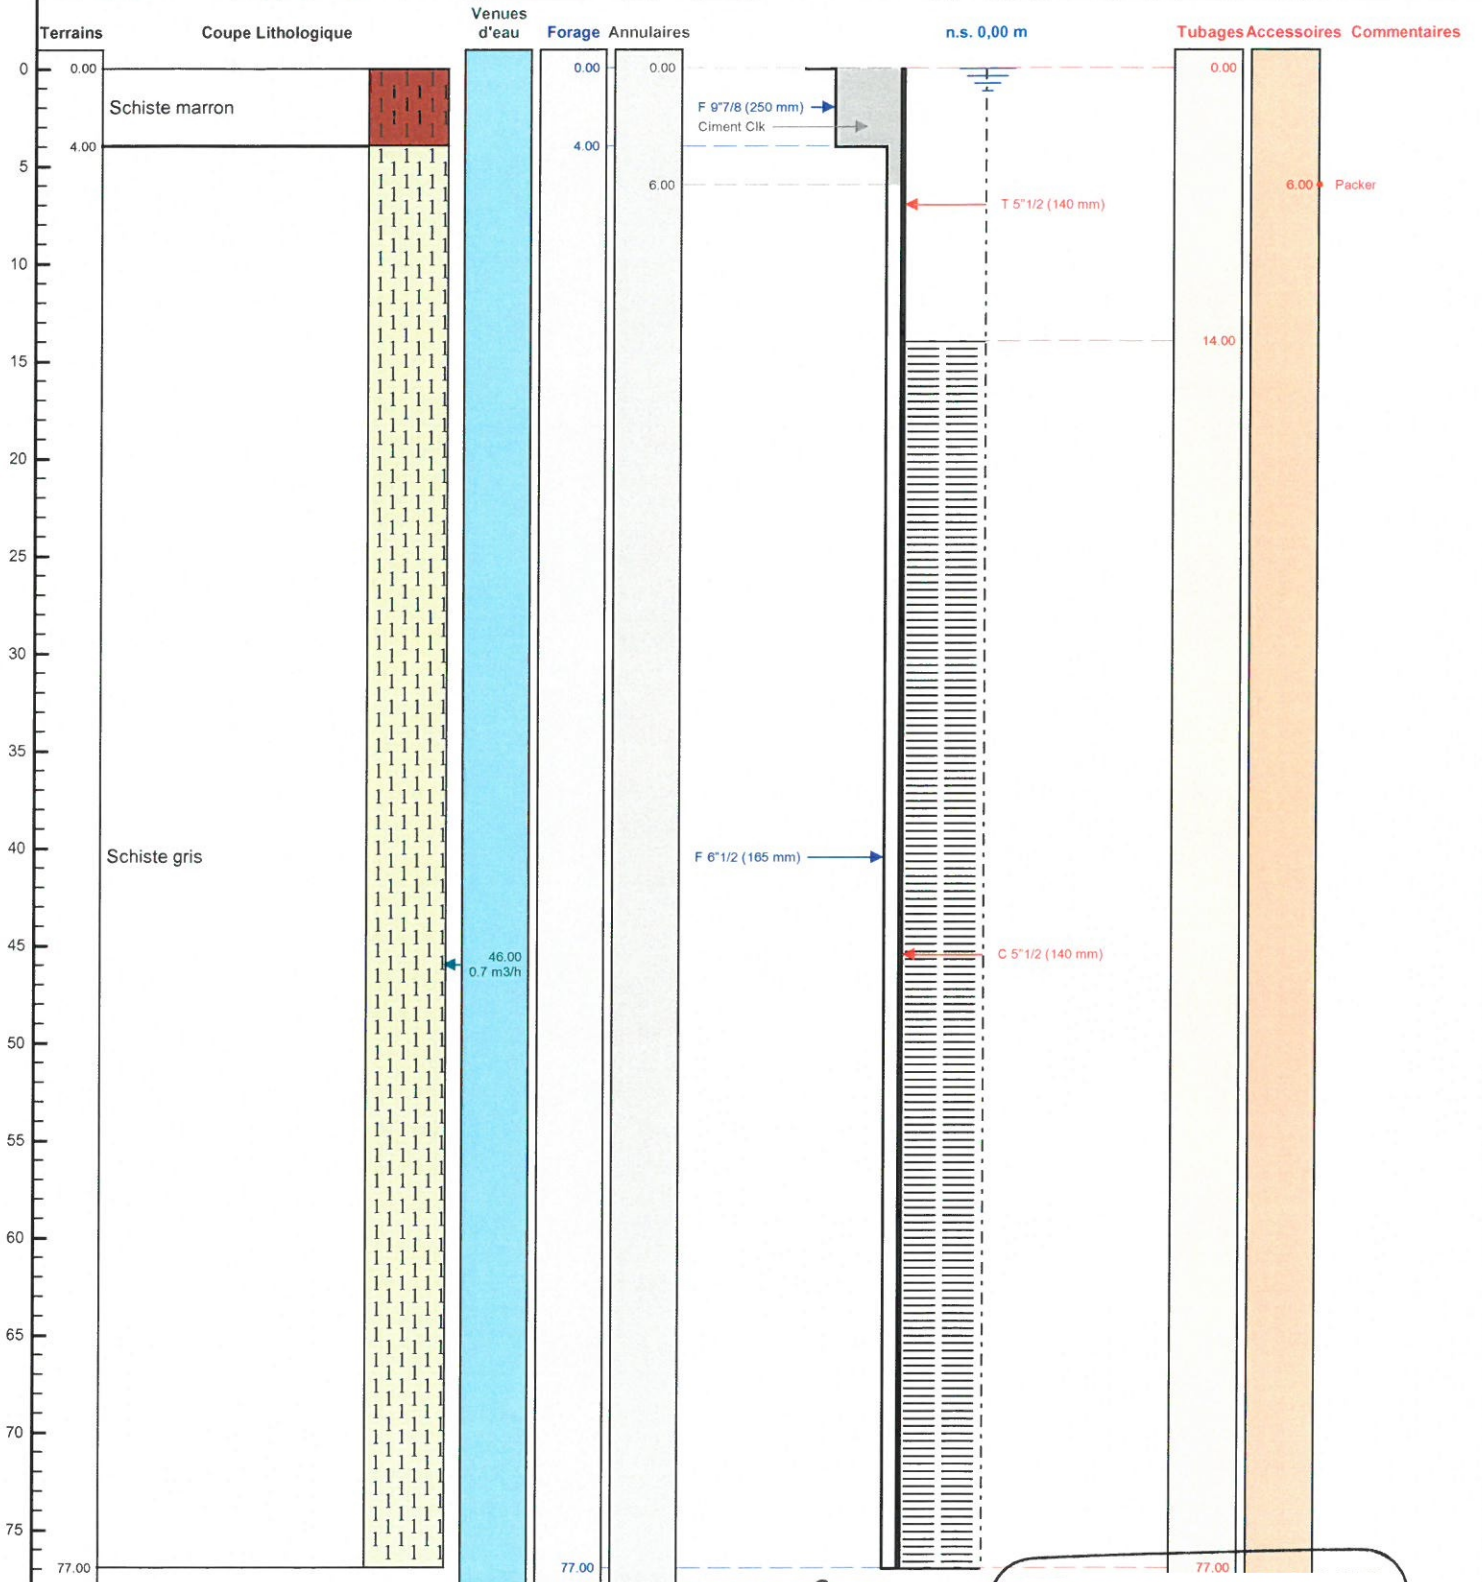 Terrains Coupe Lithologique Venues d'eau Forage Annulaires n.s. 0,00 m Tubages Accessoires Commentaires
0 0.00 0.00 0.00 0.00
Schiste marron F 9"7/8 (250 mm)
Ciment Clk
4.00 4.00
5
6.00 6.00 Packer
T 5"1/2 (140 mm)
10
14.00
15
20
25
30
35
40 Schiste gris F 6"1/2 (165 mm)
45
46.00 C 5"1/2 (140 mm)
0.7 m3/h
50
55
60
65
70
75
77.00 77.00 77.00